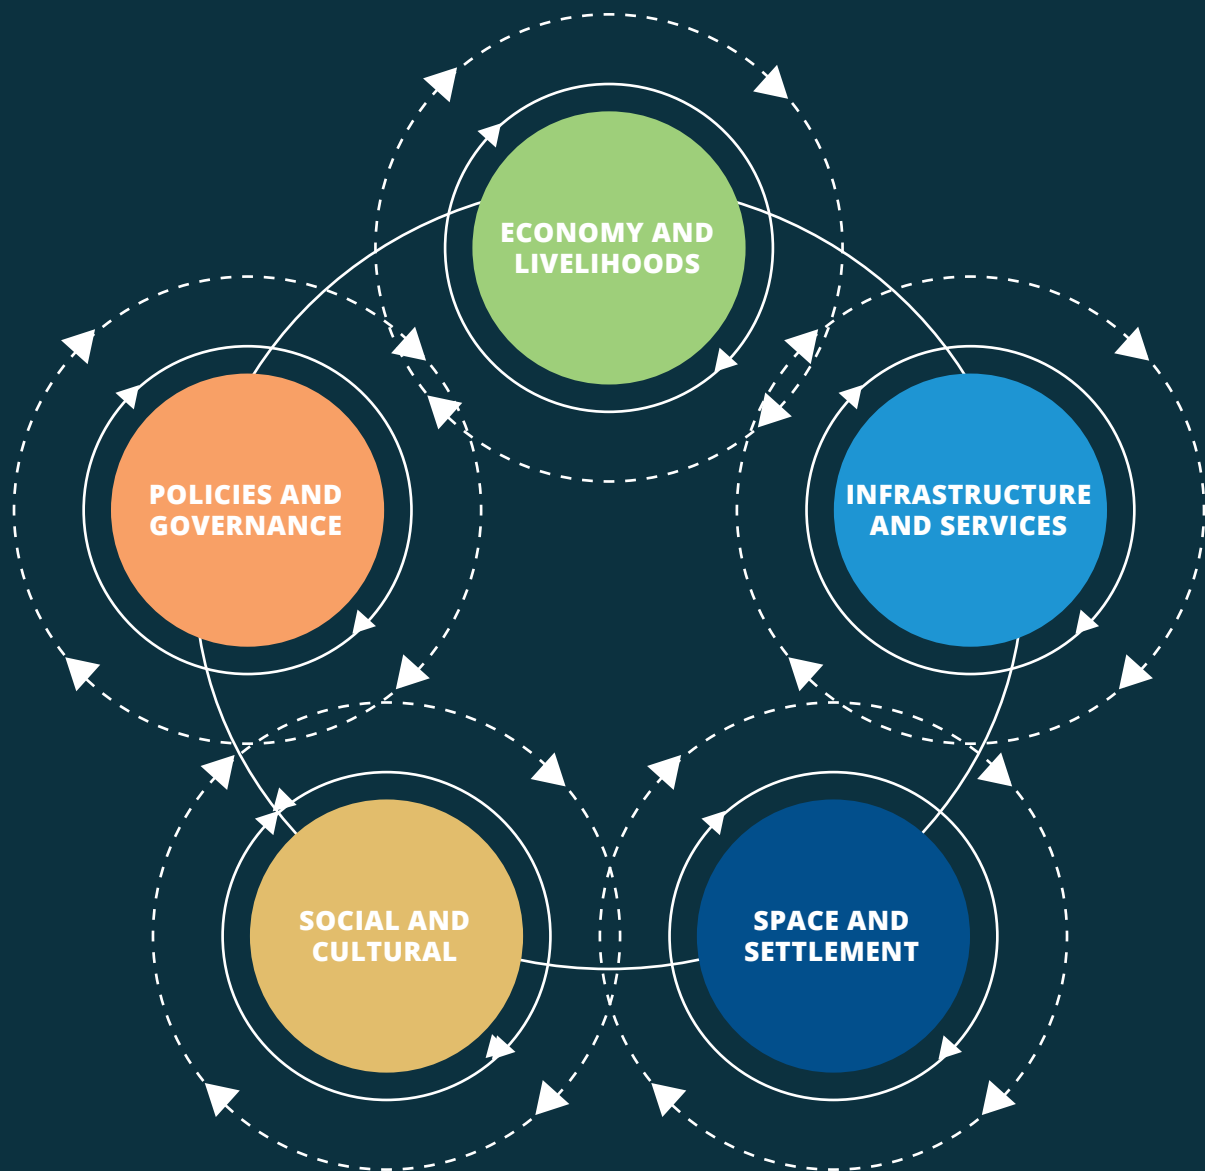 ECONOMY AND
LIVELIHOODS
POLICIES AND
GOVERNANCE
INFRASTRUCTURE
AND SERVICES
SOCIAL AND
CULTURAL
SPACE AND
SETTLEMENT